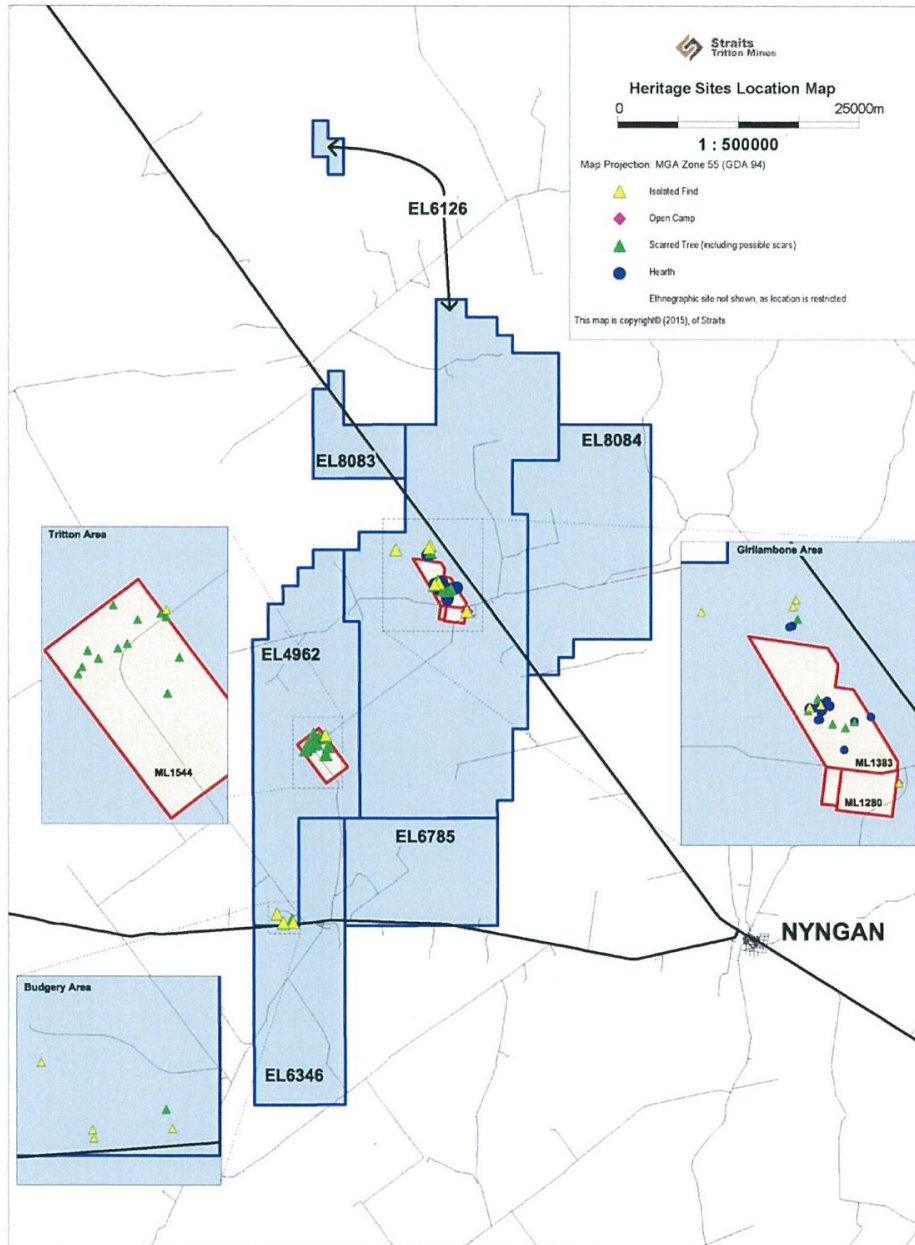 Straits
Tritton Mines
Heritage Sites Location Map
0 25000m
1 : 500000
Map Projection: MGA Zone 55 (GDA 94)
Isolated Find
Open Camp
Scarred Tree (including possible scars)
Hearth
Ethnographic site not shown, as location is restricted
This map is copyright© (2015), of Straits
EL6126
EL8083
EL8084
Tritton Area
ML1544
EL4962
Girilambone Area
ML1383
ML1280
EL6785
NYNGAN
Budgery Area
EL6346